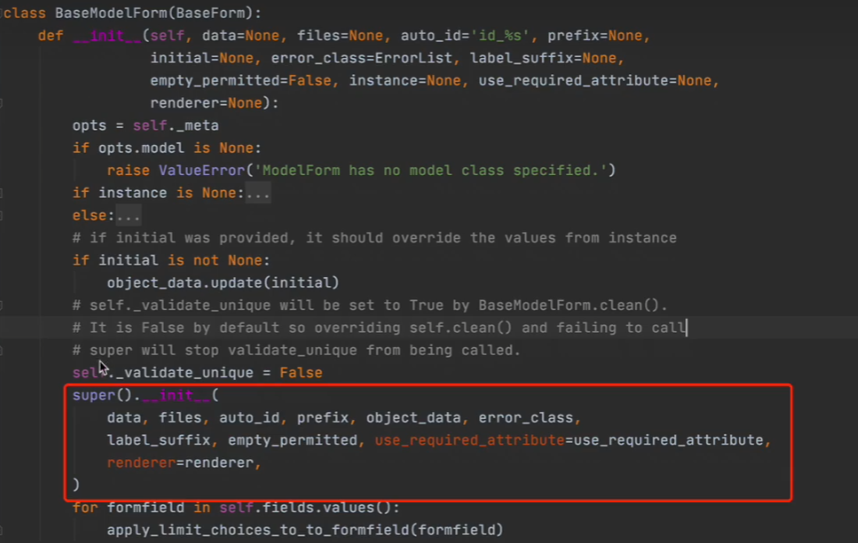 class BaseModelForm(BaseForm):
def __init__(self, data=None, files=None, auto_id='id_%s', prefix=None,
initial=None, error_class=ErrorList, label_suffix=None,
empty_permitted=False, instance=None, use_required_attribute=None,
renderer=None):
opts = self._meta
if opts.model is None:
raise ValueError('ModelForm has no model class specified.')
if instance is None:...
else:...
# if initial was provided, it should override the values from instance
if initial is not None:
object_data.update(initial)
# self._validate_unique will be set to True by BaseModelForm.clean().
# It is False by default so overriding self.clean() and failing to call
# super will stop validate_unique from being called.
self._validate_unique = False
super().__init__(
data, files, auto_id, prefix, object_data, error_class,
label_suffix, empty_permitted, use_required_attribute=use_required_attribute,
renderer=renderer,
)
for formfield in self.fields.values():
apply_limit_choices_to_to_formfield(formfield)